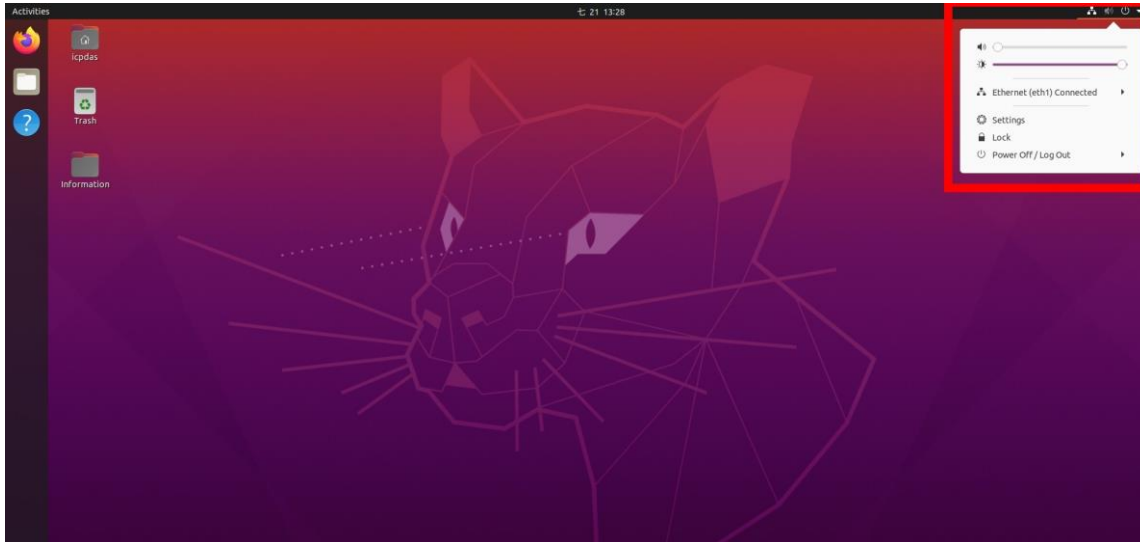 Activities
七 21 13:28
icpdas
Trash
Information
Ethernet (eth1) Connected
Settings
Lock
Power Off / Log Out